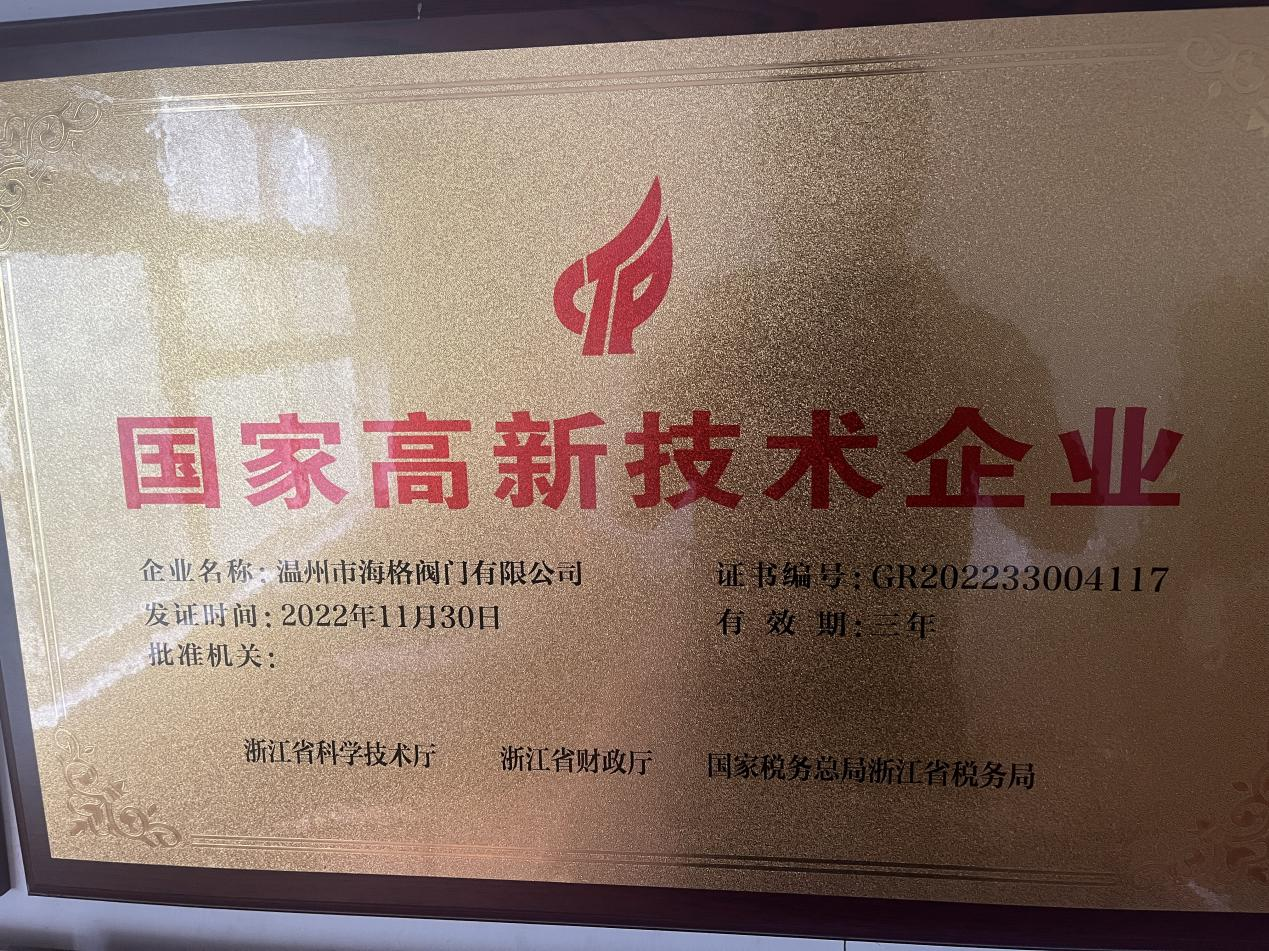 CTP
国家高新技术企业
企业名称：温州市海格阀门有限公司 证书编号：GR202233004117
发证时间：2022年11月30日 有 效 期：三年
批准机关：
浙江省科学技术厅 浙江省财政厅 国家税务总局浙江省税务局